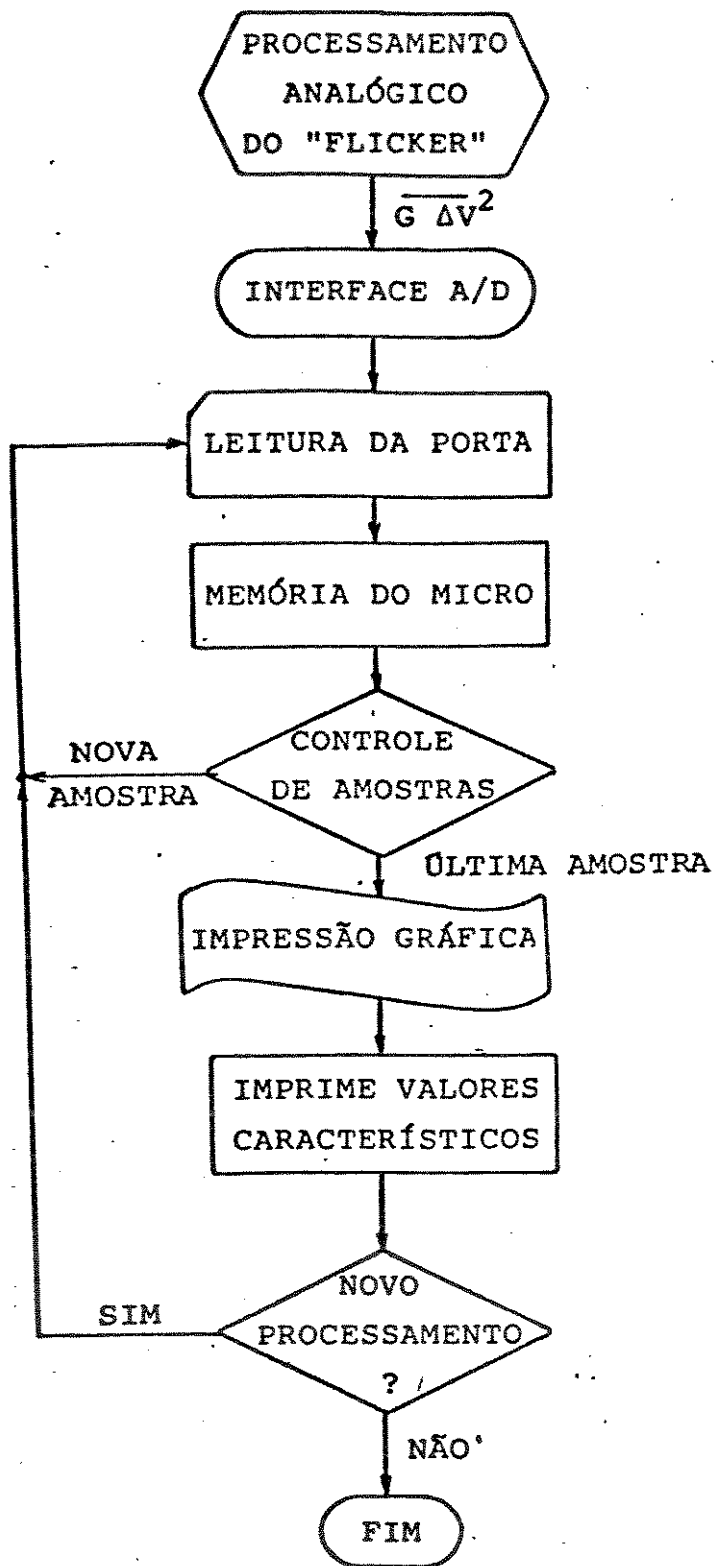 PROCESSAMENTO
ANALÓGICO
DO "FLICKER"
G ΔV²
INTERFACE A/D
LEITURA DA PORTA
MEMÓRIA DO MICRO
CONTROLE
DE AMOSTRAS
NOVA
AMOSTRA
ÚLTIMA AMOSTRA
IMPRESSÃO GRÁFICA
IMPRIME VALORES
CARACTERÍSTICOS
NOVO
PROCESSAMENTO
?
SIM
NÃO
FIM